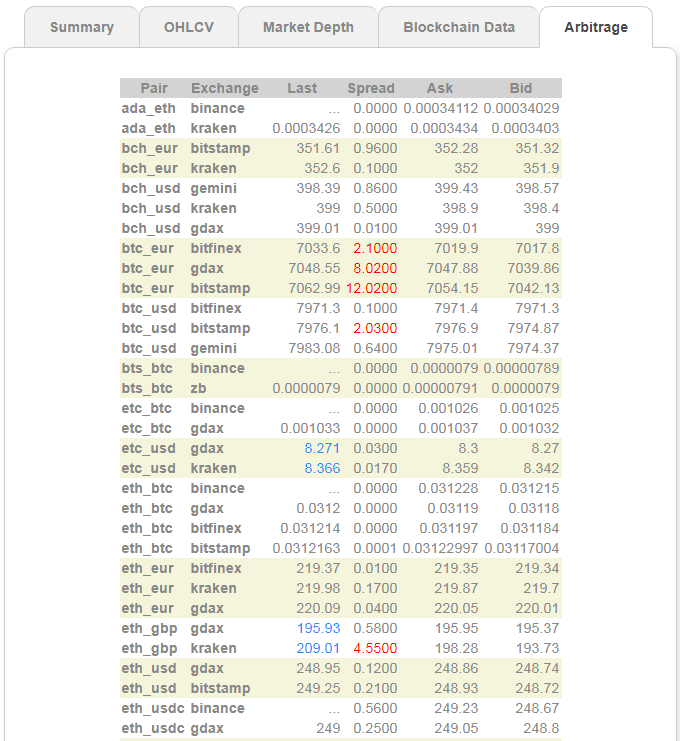 Summary OHLCV Market Depth Blockchain Data Arbitrage
Pair Exchange Last Spread Ask Bid
ada_eth binance ... 0.0000 0.00034112 0.00034029
ada_eth kraken 0.0003426 0.0000 0.0003434 0.0003403
bch_eur bitstamp 351.61 0.9600 352.28 351.32
bch_eur kraken 352.6 0.1000 352 351.9
bch_usd gemini 398.39 0.8600 399.43 398.57
bch_usd kraken 399 0.5000 398.9 398.4
bch_usd gdax 399.01 0.0100 399.01 399
btc_eur bitfinex 7033.6 2.1000 7019.9 7017.8
btc_eur gdax 7048.55 8.0200 7047.88 7039.86
btc_eur bitstamp 7062.99 12.0200 7054.15 7042.13
btc_usd bitfinex 7971.3 0.1000 7971.4 7971.3
btc_usd bitstamp 7976.1 2.0300 7976.9 7974.87
btc_usd gemini 7983.08 0.6400 7975.01 7974.37
bts_btc binance ... 0.0000 0.0000079 0.00000789
bts_btc zb 0.0000079 0.0000 0.00000791 0.0000079
etc_btc binance ... 0.0000 0.001026 0.001025
etc_btc gdax 0.001033 0.0000 0.001037 0.001032
etc_usd gdax 8.271 0.0300 8.3 8.27
etc_usd kraken 8.366 0.0170 8.359 8.342
eth_btc binance ... 0.0000 0.031228 0.031215
eth_btc gdax 0.0312 0.0000 0.03119 0.03118
eth_btc bitfinex 0.031214 0.0000 0.031197 0.031184
eth_btc bitstamp 0.0312163 0.0001 0.03122997 0.03117004
eth_eur bitfinex 219.37 0.0100 219.35 219.34
eth_eur kraken 219.98 0.1700 219.87 219.7
eth_eur gdax 220.09 0.0400 220.05 220.01
eth_gbp gdax 195.93 0.5800 195.95 195.37
eth_gbp kraken 209.01 4.5500 198.28 193.73
eth_usd gdax 248.95 0.1200 248.86 248.74
eth_usd bitstamp 249.25 0.2100 248.93 248.72
eth_usdc binance ... 0.5600 249.23 248.67
eth_usdc gdax 249 0.2500 249.05 248.8